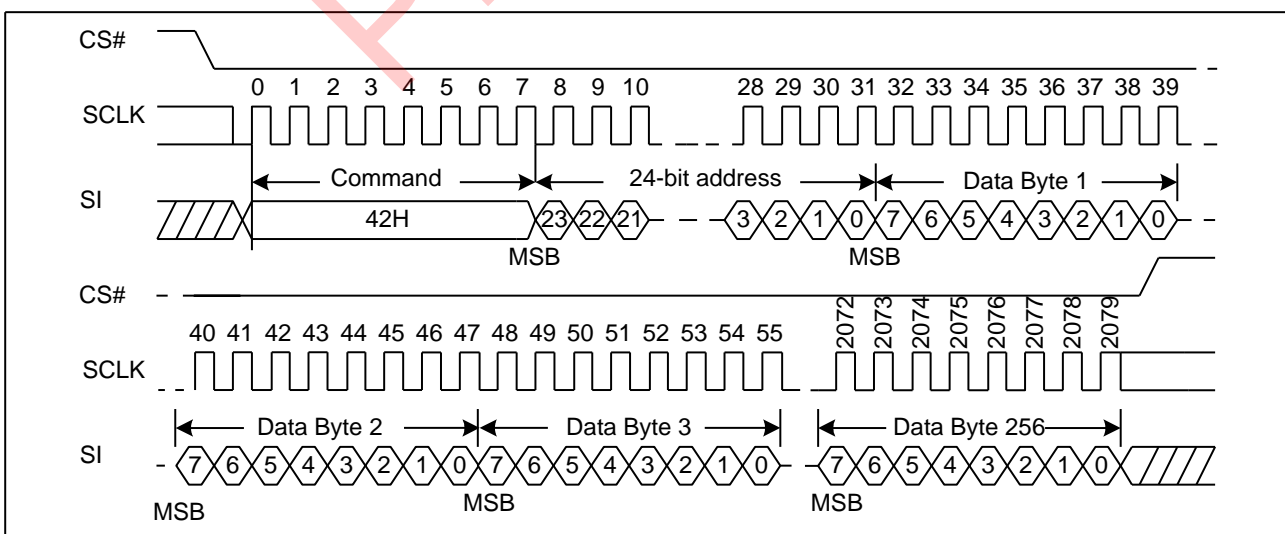 CS#
0 1 2 3 4 5 6 7 8 9 10 28 29 30 31 32 33 34 35 36 37 38 39
SCLK
Command 24-bit address Data Byte 1
SI
42H 23 22 21 3 2 1 0 7 6 5 4 3 2 1 0
MSB MSB
CS#
40 41 42 43 44 45 46 47 48 49 50 51 52 53 54 55 2072 2073 2074 2075 2076 2077 2078 2079
SCLK
Data Byte 2 Data Byte 3 Data Byte 256
SI
7 6 5 4 3 2 1 0 7 6 5 4 3 2 1 0 7 6 5 4 3 2 1 0
MSB MSB MSB